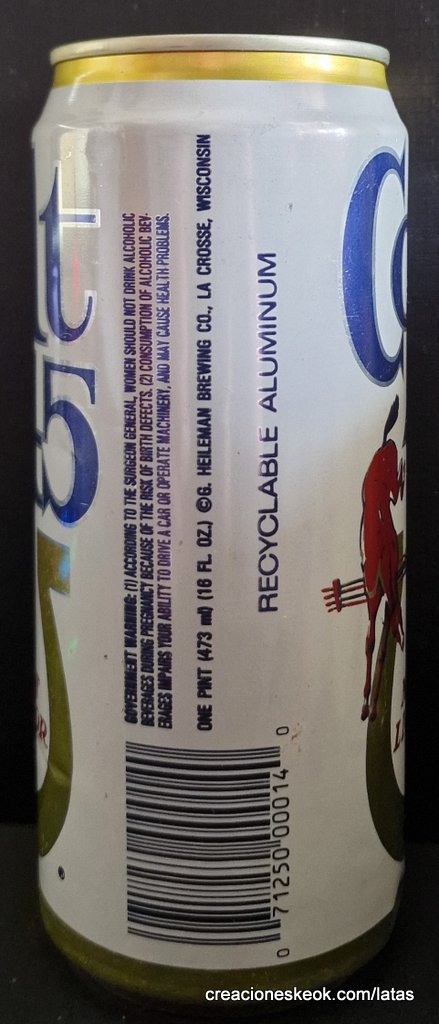 GOVERNMENT WARNING: (1) ACCORDING TO THE SURGEON GENERAL, WOMEN SHOULD NOT DRINK ALCOHOLIC
BEVERAGES DURING PREGNANCY BECAUSE OF THE RISK OF BIRTH DEFECTS. (2) CONSUMPTION OF ALCOHOLIC BEV-
ERAGES IMPAIRS YOUR ABILITY TO DRIVE A CAR OR OPERATE MACHINERY, AND MAY CAUSE HEALTH PROBLEMS.
ONE PINT (473 ml) (16 FL. OZ.) ©G. HEILEMAN BREWING CO., LA CROSSE, WISCONSIN
RECYCLABLE ALUMINUM
0 71250 00014 0
creacioneskeok.com/latas